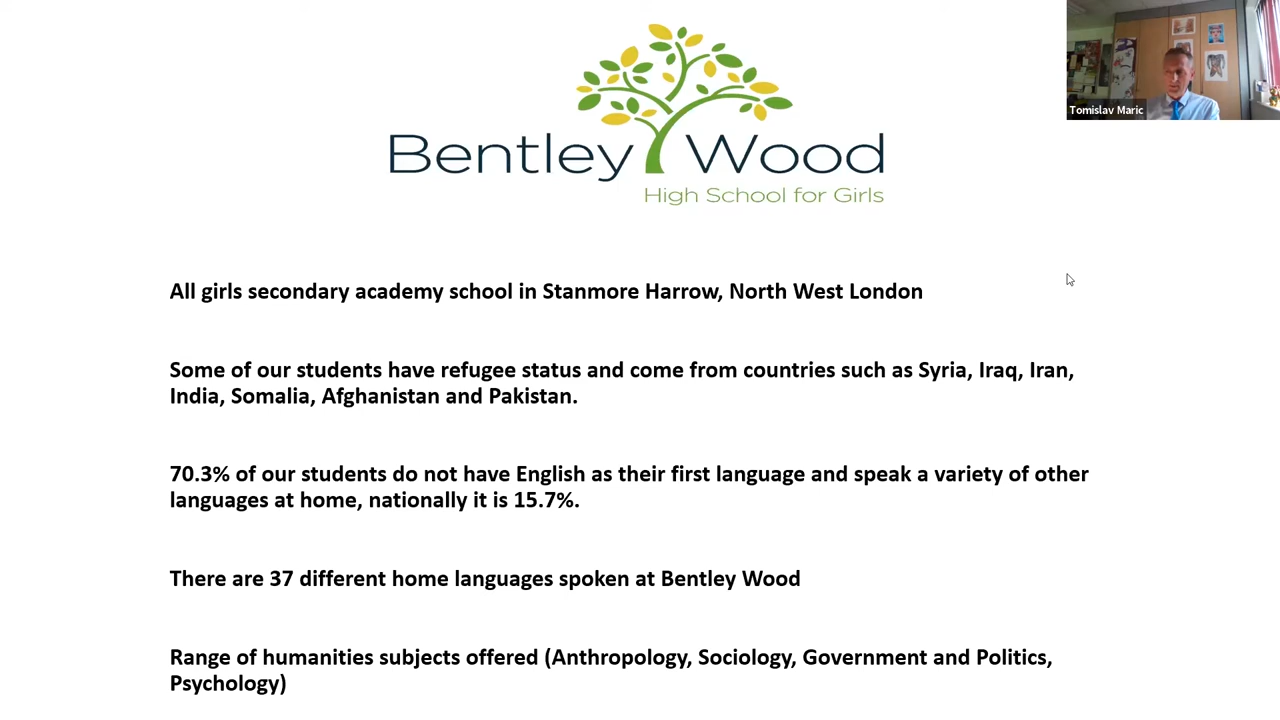 Bentley Wood
High School for Girls
Tomislav Maric
All girls secondary academy school in Stanmore Harrow, North West London
Some of our students have refugee status and come from countries such as Syria, Iraq, Iran,
India, Somalia, Afghanistan and Pakistan.
70.3% of our students do not have English as their first language and speak a variety of other
languages at home, nationally it is 15.7%.
There are 37 different home languages spoken at Bentley Wood
Range of humanities subjects offered (Anthropology, Sociology, Government and Politics,
Psychology)